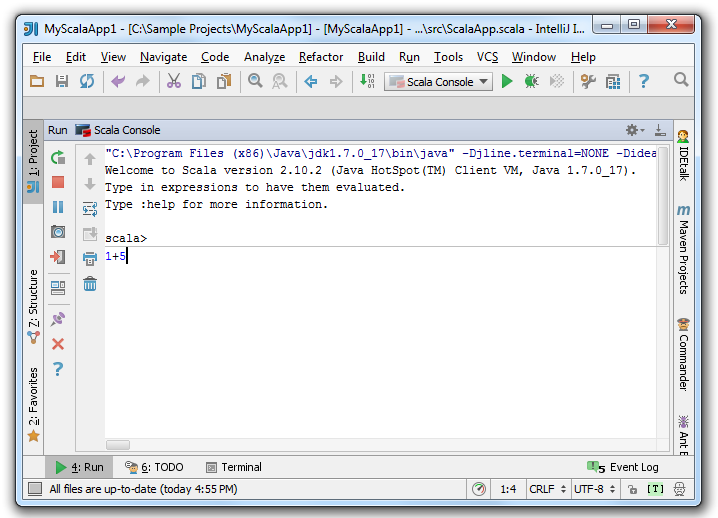 MyScalaApp1 - [C:\Sample Projects\MyScalaApp1] - [MyScalaApp1] - ...\src\ScalaApp.scala - IntelliJ I...
File Edit View Navigate Code Analyze Refactor Build Run Tools VCS Window Help
Scala Console
1: Project
Z: Structure
2: Favorites
Run Scala Console
"C:\Program Files (x86)\Java\jdk1.7.0_17\bin\java" -Djline.terminal=NONE -Didea
Welcome to Scala version 2.10.2 (Java HotSpot(TM) Client VM, Java 1.7.0_17).
Type in expressions to have them evaluated.
Type :help for more information.
scala>
1+5
IDEtalk
Maven Projects
Commander
Ant B
4: Run 6: TODO Terminal 5 Event Log
All files are up-to-date (today 4:55 PM) 1:4 CRLF UTF-8 [T]